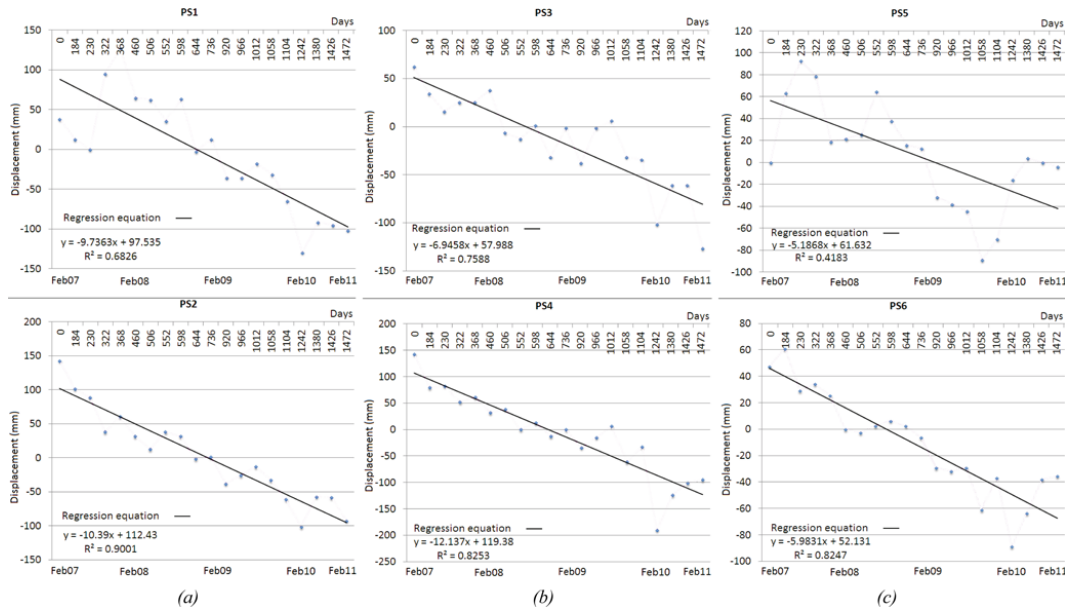 PS1
Days
0 184 230 322 368 460 506 552 598 644 736 920 966 1012 1058 1104 1242 1380 1426 1472
150
100
50
0
-50
-100
-150
Displacement (mm)
Regression equation
y = -9.7363x + 97.535
R² = 0.6826
Feb07 Feb08 Feb09 Feb10 Feb11
PS3
Days
0 184 230 322 368 460 506 552 598 644 736 920 966 1012 1058 1104 1242 1380 1426 1472
100
50
0
-50
-100
-150
Displacement (mm)
Regression equation
y = -6.9458x + 57.988
R² = 0.7588
Feb07 Feb08 Feb09 Feb10 Feb11
PS5
Days
0 184 230 322 368 460 506 552 598 644 736 920 966 1012 1058 1104 1242 1380 1426 1472
120
100
80
60
40
20
0
-20
-40
-60
-80
-100
Displacement (mm)
Regression equation
y = -5.1868x + 61.632
R² = 0.4183
Feb07 Feb08 Feb09 Feb10 Feb11
PS2
Days
0 184 230 322 368 460 506 552 598 644 736 920 966 1012 1058 1104 1242 1380 1426 1472
200
150
100
50
0
-50
-100
-150
Displacement (mm)
Regression equation
y = -10.39x + 112.43
R² = 0.9001
Feb07 Feb08 Feb09 Feb10 Feb11
PS4
Days
0 184 230 322 368 460 506 552 598 644 736 920 966 1012 1058 1104 1242 1380 1426 1472
200
150
100
50
0
-50
-100
-150
-200
-250
Displacement (mm)
Regression equation
y = -12.137x + 119.38
R² = 0.8253
Feb07 Feb08 Feb09 Feb10 Feb11
PS6
Days
0 184 230 322 368 460 506 552 598 644 736 920 966 1012 1058 1104 1242 1380 1426 1472
80
60
40
20
0
-20
-40
-60
-80
-100
Displacement (mm)
Regression equation
y = -5.9831x + 52.131
R² = 0.8247
Feb07 Feb08 Feb09 Feb10 Feb11
(a) (b) (c)